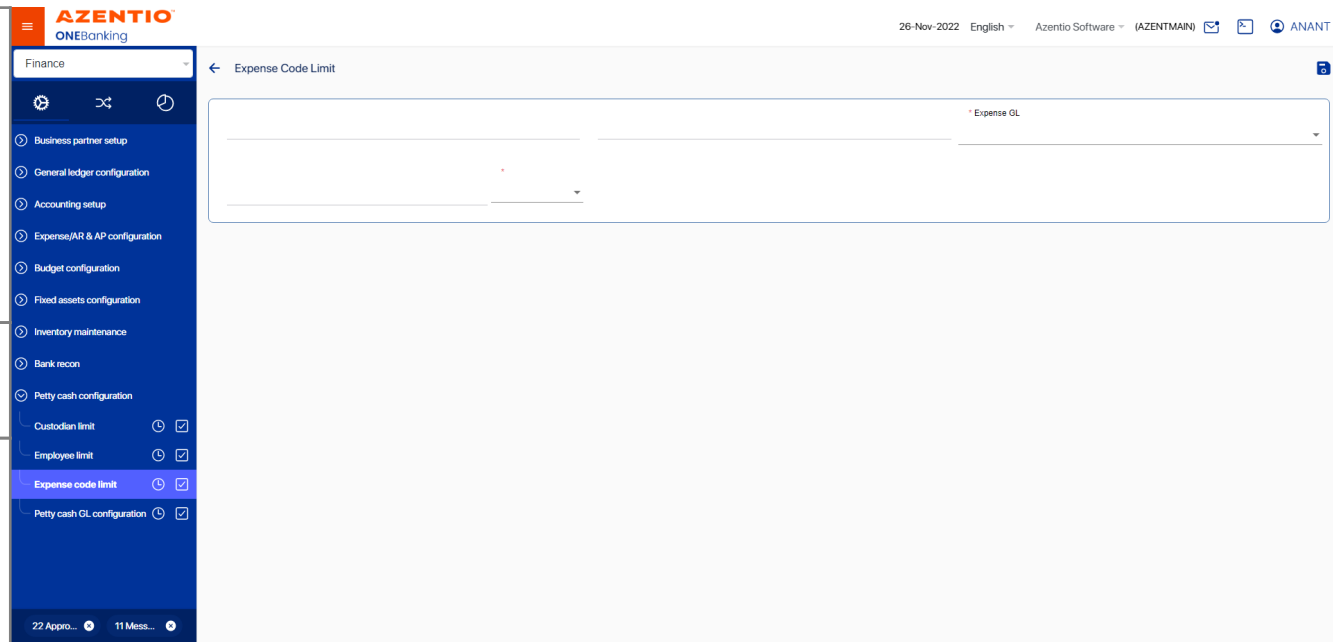 AZENTIO™
ONEBanking
26-Nov-2022 English Azentio Software (AZENTMAIN) ANANT
Finance
Expense Code Limit
* Expense GL
*
Business partner setup
General ledger configuration
Accounting setup
Expense/AR & AP configuration
Budget configuration
Fixed assets configuration
Inventory maintenance
Bank recon
Petty cash configuration
Custodian limit
Employee limit
Expense code limit
Petty cash GL configuration
22 Appro... 11 Mess...